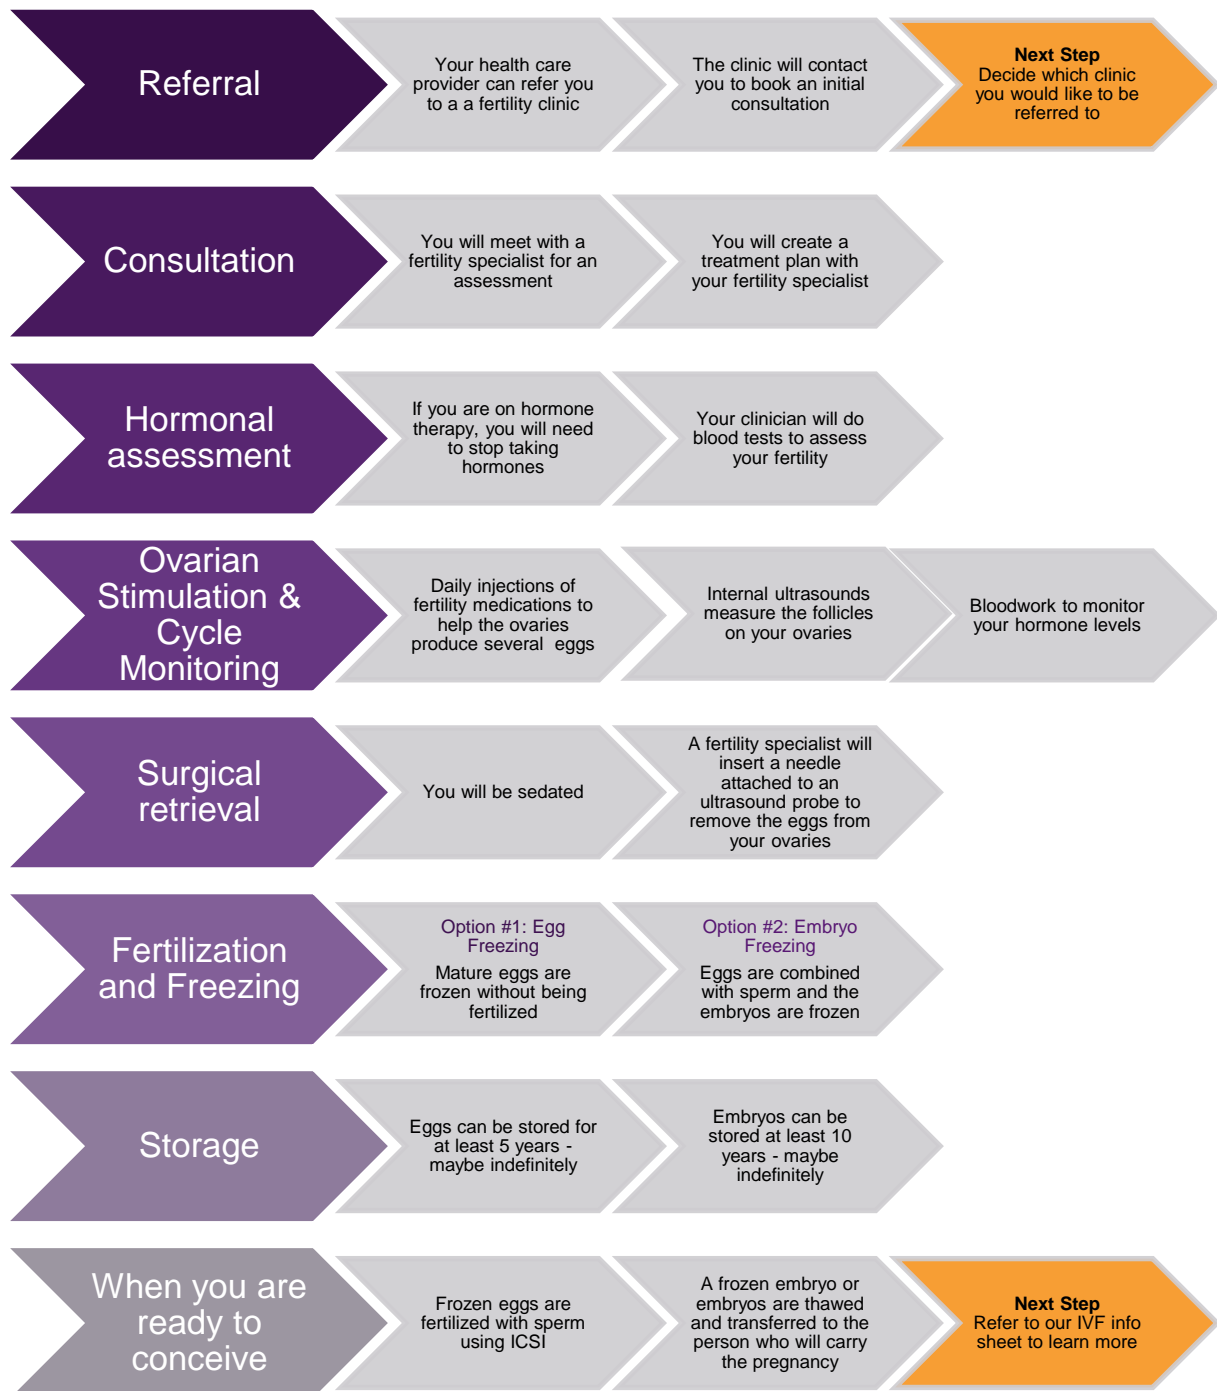 Referral
Your health care
provider can refer you
to a a fertility clinic
The clinic will contact
you to book an initial
consultation
Next Step
Decide which clinic
you would like to be
referred to
Consultation
You will meet with a
fertility specialist for an
assessment
You will create a
treatment plan with
your fertility specialist
Hormonal
assessment
If you are on hormone
therapy, you will need
to stop taking
hormones
Your clinician will do
blood tests to assess
your fertility
Ovarian
Stimulation &
Cycle
Monitoring
Daily injections of
fertility medications to
help the ovaries
produce several  eggs
Internal ultrasounds
measure the follicles
on your ovaries
Bloodwork to monitor
your hormone levels
Surgical
retrieval
You will be sedated
A fertility specialist will
insert a needle
attached to an
ultrasound probe to
remove the eggs from
your ovaries
Fertilization
and Freezing
Option #1: Egg
Freezing
Mature eggs are
frozen without being
fertilized
Option #2: Embryo
Freezing
Eggs are combined
with sperm and the
embryos are frozen
Storage
Eggs can be stored for
at least 5 years -
maybe indefinitely
Embryos can be
stored at least 10
years - maybe
indefinitely
When you are
ready to
conceive
Frozen eggs are
fertilized with sperm
using ICSI
A frozen embryo or
embryos are thawed
and transferred to the
person who will carry
the pregnancy
Next Step
Refer to our IVF info
sheet to learn more